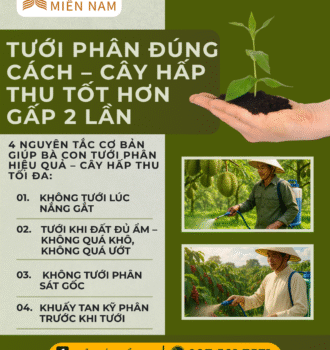 MIỀN NAM
TƯỚI PHÂN ĐÚNG
CÁCH – CÂY HẤP
THU TỐT HƠN
GẤP 2 LẦN
4 NGUYÊN TẮC CƠ BẢN
GIÚP BÀ CON TƯỚI PHÂN
HIỆU QUẢ – CÂY HẤP THU
TỐI ĐA:
01. KHÔNG TƯỚI LÚC
NẮNG GẮT
02. TƯỚI KHI ĐẤT ĐỦ ẨM –
KHÔNG QUÁ KHÔ,
KHÔNG QUÁ ƯỚT
03. KHÔNG TƯỚI PHÂN
SÁT GỐC
04. KHUẤY TAN KỸ PHÂN
TRƯỚC KHI TƯỚI